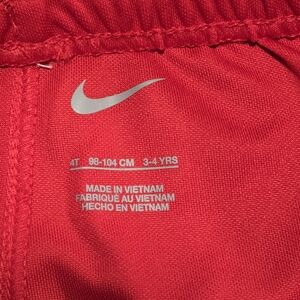 4T 98-104 CM 3-4 YRS
MADE IN VIETNAM
FABRIQUÉ AU VIETNAM
HECHO EN VIETNAM